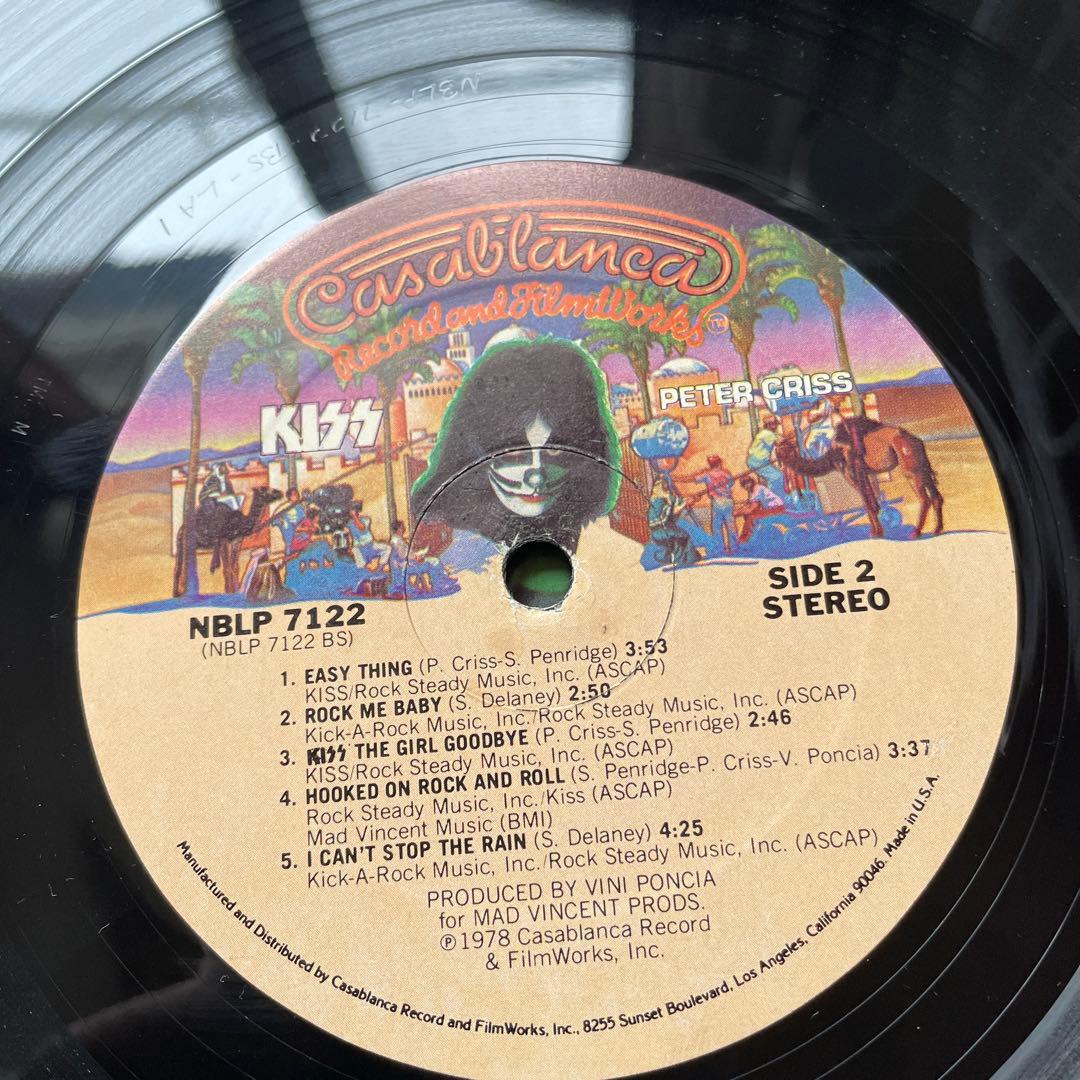 NBLP-7122
BS-LA1
Casablanca
Record and FilmWorks TM
KISS
PETER CRISS
NBLP 7122
(NBLP 7122 BS)
SIDE 2
STEREO
1. EASY THING (P. Criss-S. Penridge) 3:53
KISS/Rock Steady Music, Inc. (ASCAP)
2. ROCK ME BABY (S. Delaney) 2:50
Kick-A-Rock Music, Inc./Rock Steady Music, Inc. (ASCAP)
3. KISS THE GIRL GOODBYE (P. Criss-S. Penridge) 2:46
KISS/Rock Steady Music, Inc. (ASCAP)
4. HOOKED ON ROCK AND ROLL (S. Penridge-P. Criss-V. Poncia) 3:37
Rock Steady Music, Inc./Kiss (ASCAP)
Mad Vincent Music (BMI)
5. I CAN'T STOP THE RAIN (S. Delaney) 4:25
Kick-A-Rock Music, Inc./Rock Steady Music, Inc. (ASCAP)
PRODUCED BY VINI PONCIA
for MAD VINCENT PRODS.
℗1978 Casablanca Record
& FilmWorks, Inc.
Manufactured and Distributed by Casablanca Record and FilmWorks, Inc., 8255 Sunset Boulevard, Los Angeles, California 90046. Made in U.S.A.